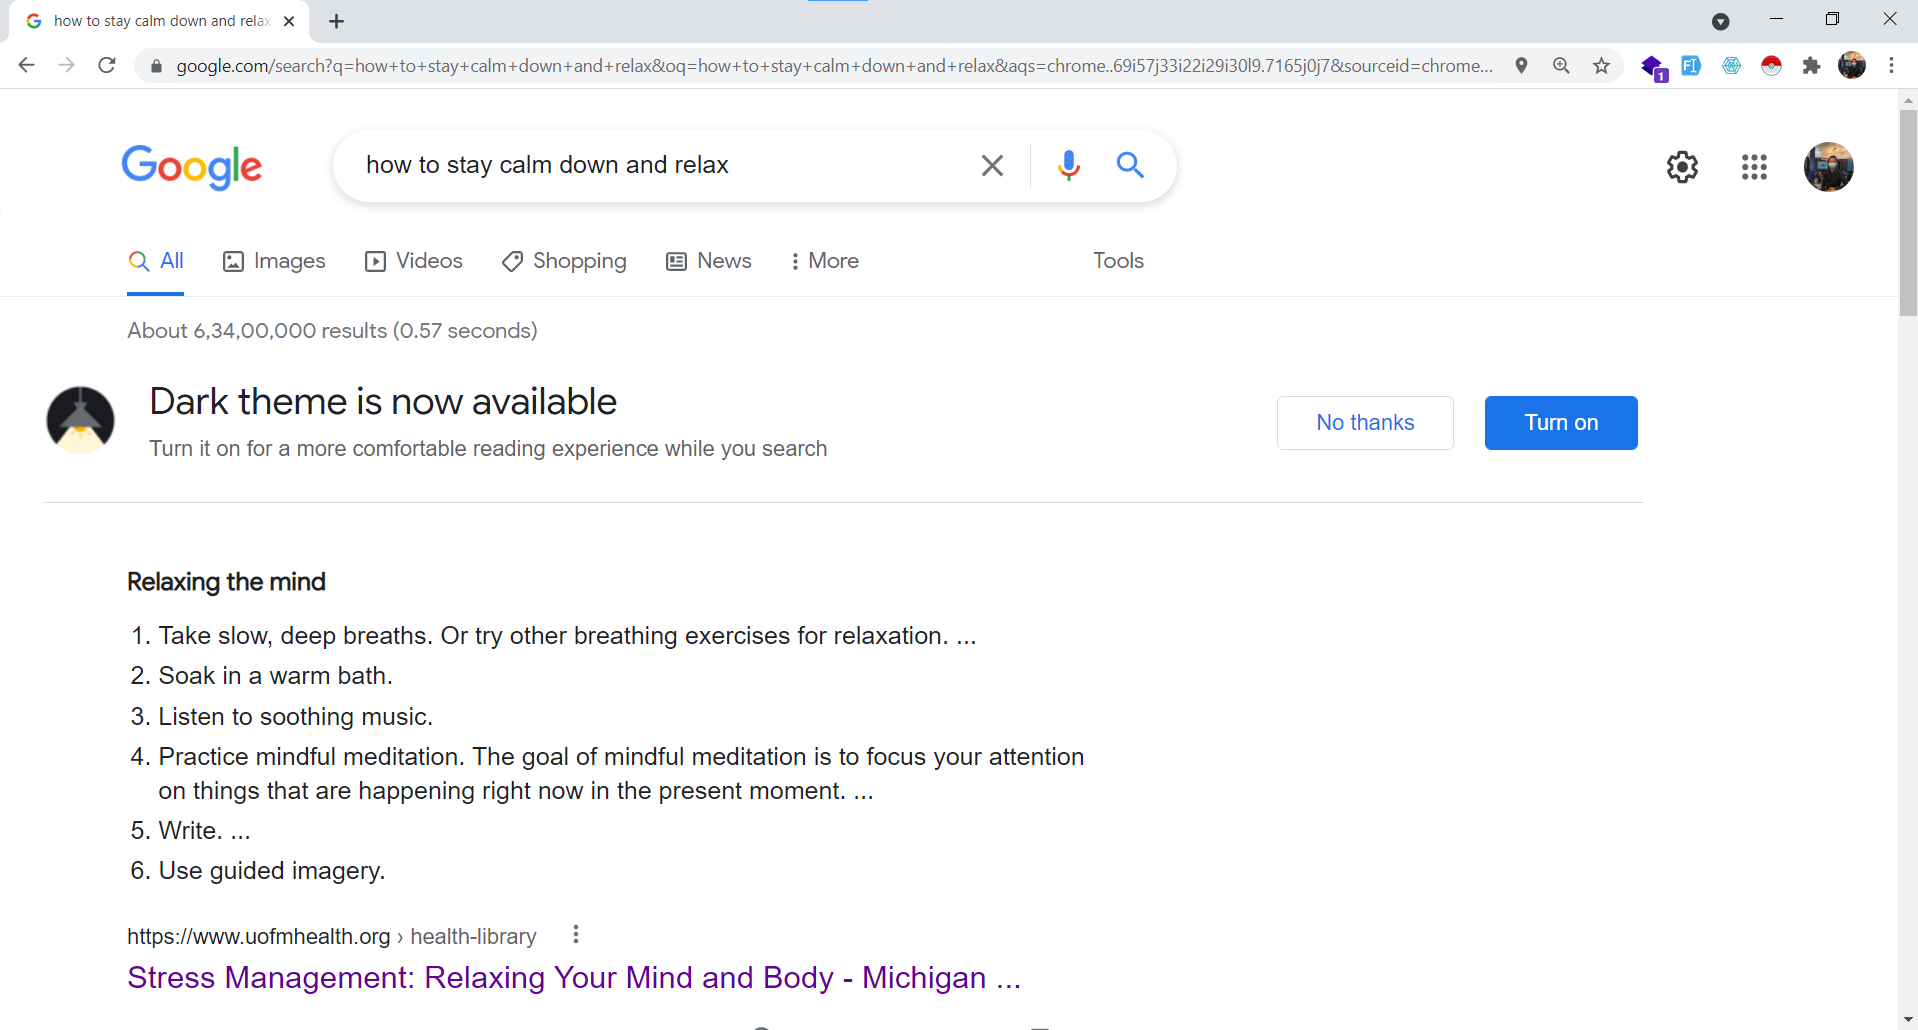 how to stay calm down and relax
google.com/search?q=how+to+stay+calm+down+and+relax&oq=how+to+stay+calm+down+and+relax&aqs=chrome..69i57j33i22i29i30l9.7165j0j7&sourceid=chrome...
1
Google
how to stay calm down and relax
All Images Videos Shopping News More Tools
About 6,34,00,000 results (0.57 seconds)
Dark theme is now available
Turn it on for a more comfortable reading experience while you search
No thanks
Turn on
Relaxing the mind
1. Take slow, deep breaths. Or try other breathing exercises for relaxation. ...
2. Soak in a warm bath.
3. Listen to soothing music.
4. Practice mindful meditation. The goal of mindful meditation is to focus your attention
on things that are happening right now in the present moment. ...
5. Write. ...
6. Use guided imagery.
https://www.uofmhealth.org › health-library
Stress Management: Relaxing Your Mind and Body - Michigan ...